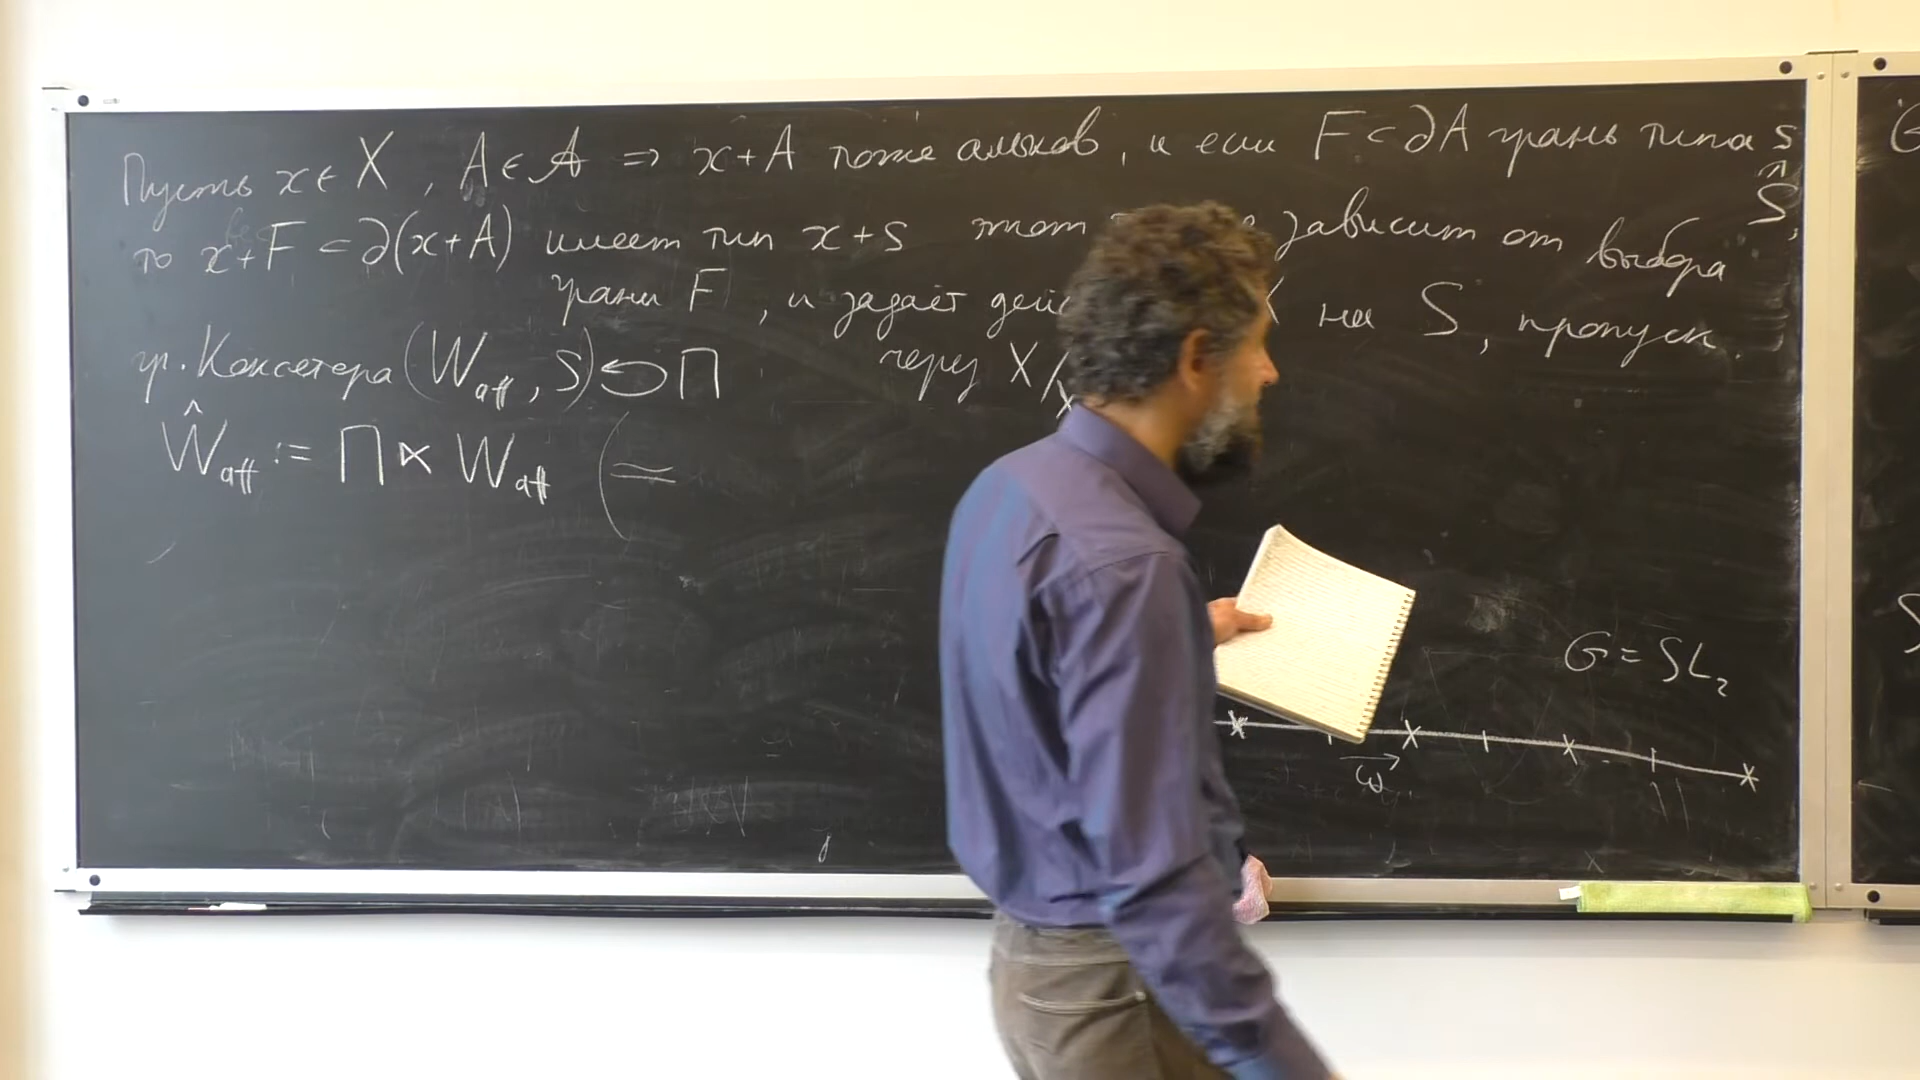 Пусть x ∈ X, A ∈ 𝒜 ⇒ x+A тоже альков, и если F ⊂ ∂A грань типа s
∩
S,
то x+F ⊂ ∂(x+A) имеет тип x+s этот зависит от выбора
грани F, и задаёт дей на S, пропуск.
через X/
гр. Коксетера (W_aff, S) ↺ Π
Ŵ_aff := Π ⋉ W_aff (=
G = SL₂
ω